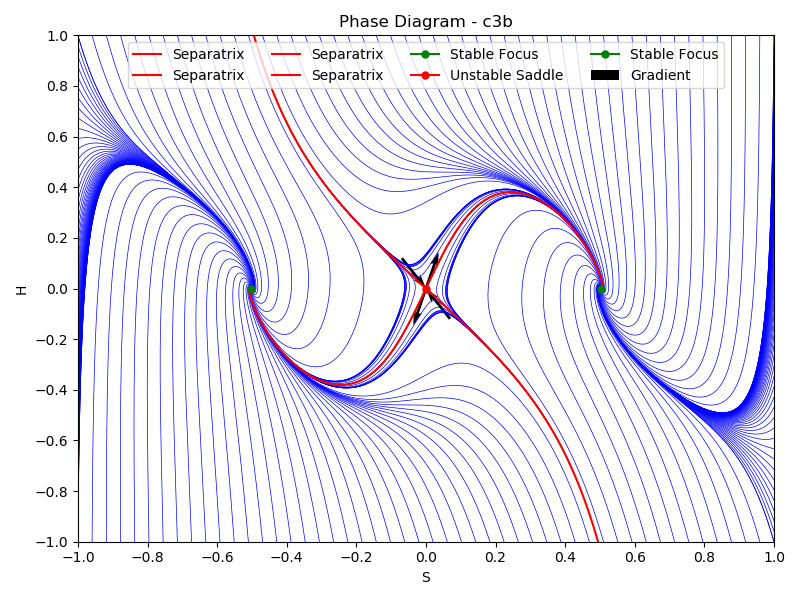 Phase Diagram - c3b
Separatrix Separatrix Stable Focus Stable Focus
Separatrix Separatrix Unstable Saddle Gradient
1.0
0.8
0.6
0.4
0.2
0.0
−0.2
−0.4
−0.6
−0.8
−1.0
H
−1.0 −0.8 −0.6 −0.4 −0.2 0.0 0.2 0.4 0.6 0.8 1.0
S